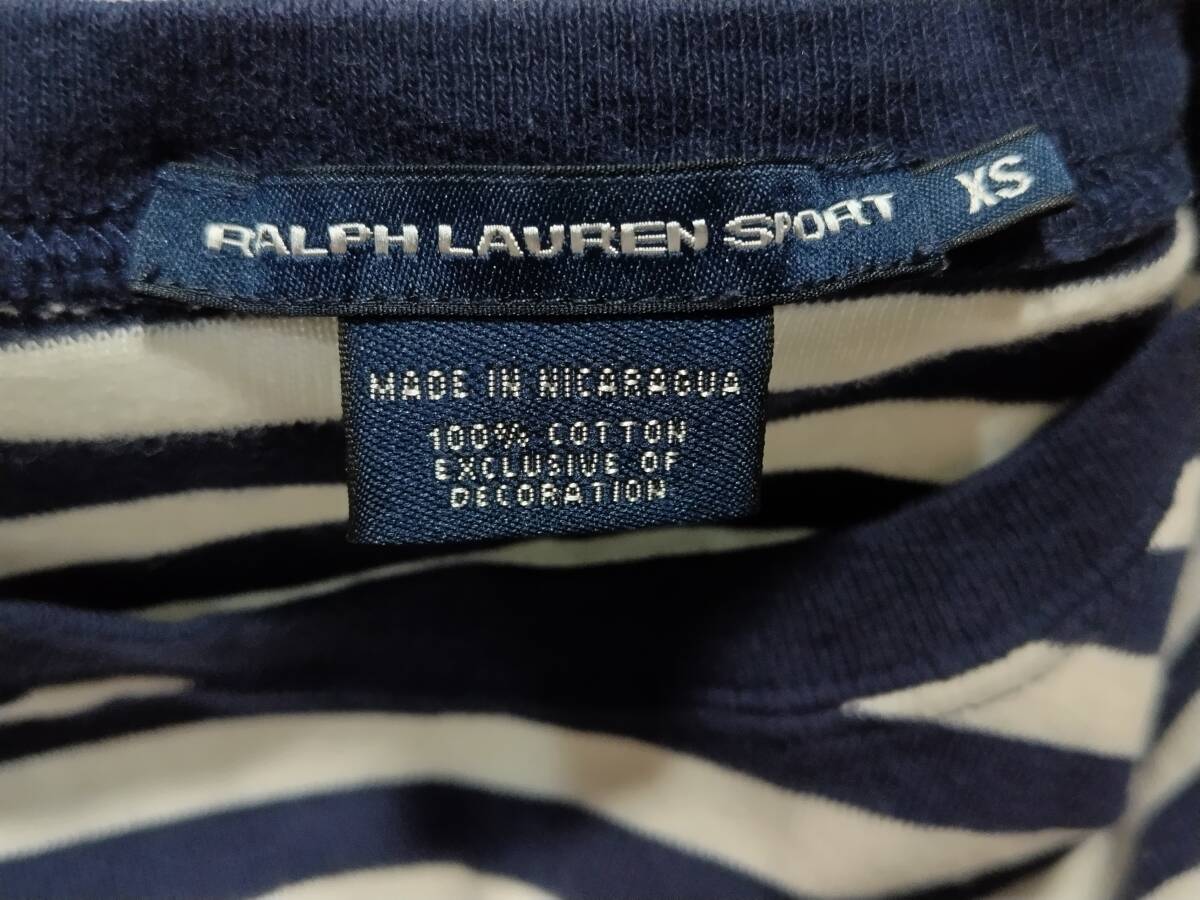 RALPH LAUREN SPORT
XS
MADE IN NICARAGUA
100% COTTON
EXCLUSIVE OF
DECORATION